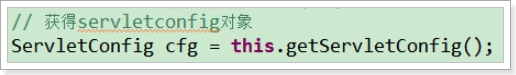 // 获得servletconfig对象
ServletConfig cfg = this.getServletConfig();